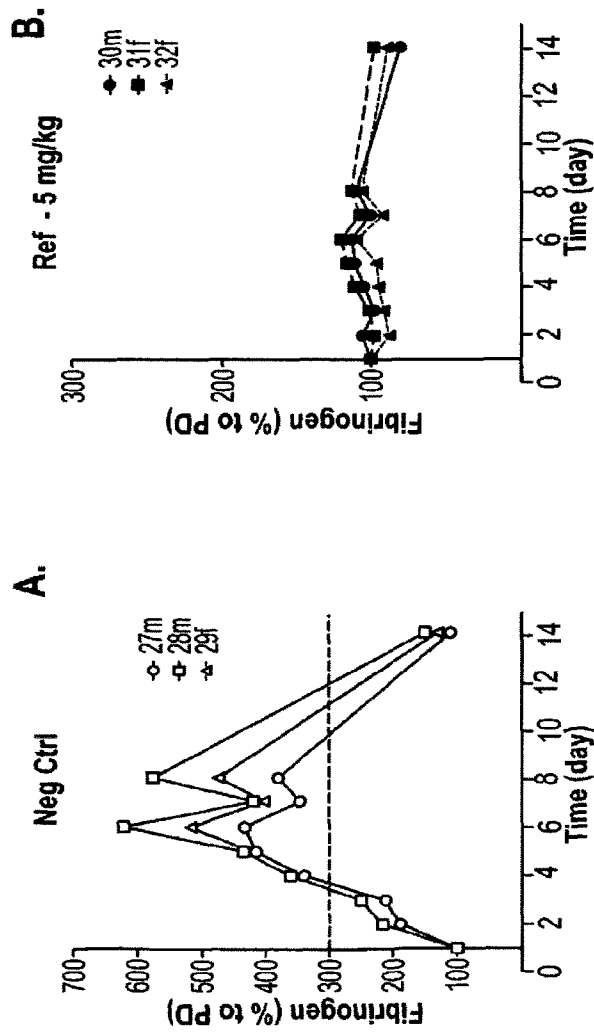 A.
Neg Ctrl
27m
28m
29f
Fibrinogen (% to PD)
700
600
500
400
300
200
100
0 2 4 6 8 10 12 14
Time (day)
B.
Ref - 5 mg/kg
30m
31f
32f
Fibrinogen (% to PD)
300
200
100
0 2 4 6 8 10 12 14
Time (day)